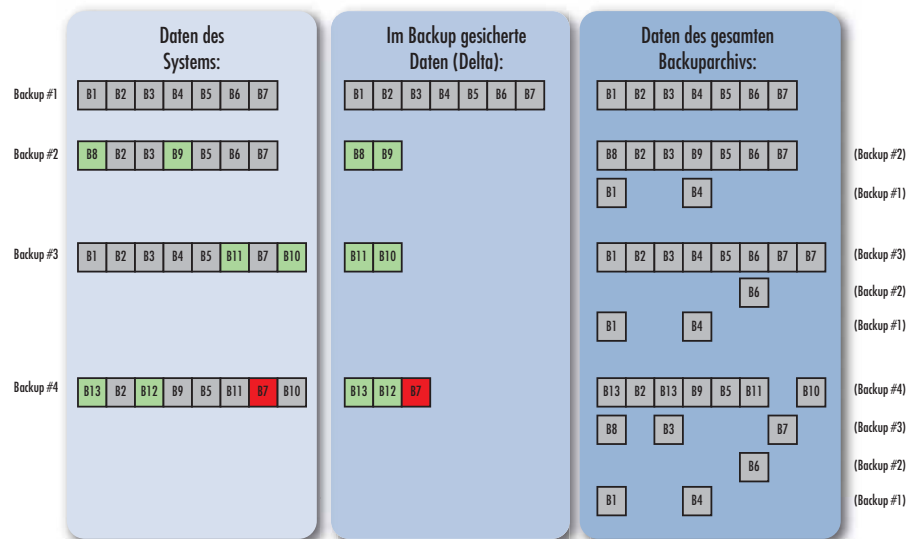 Daten des
Systems:
Im Backup gesicherte
Daten (Delta):
Daten des gesamten
Backuparchivs:
Backup #1
B1 B2 B3 B4 B5 B6 B7
B1 B2 B3 B4 B5 B6 B7
B1 B2 B3 B4 B5 B6 B7
Backup #2
B8 B2 B3 B9 B5 B6 B7
B8 B9
B8 B2 B3 B9 B5 B6 B7
(Backup #2)
B1 B4
(Backup #1)
Backup #3
B1 B2 B3 B4 B5 B11 B7 B10
B11 B10
B1 B2 B3 B4 B5 B6 B7 B7
(Backup #3)
B6
(Backup #2)
B1 B4
(Backup #1)
Backup #4
B13 B2 B12 B9 B5 B11 B7 B10
B13 B12 B7
B13 B2 B13 B9 B5 B11 B10
(Backup #4)
B8 B3 B7
(Backup #3)
B6
(Backup #2)
B1 B4
(Backup #1)